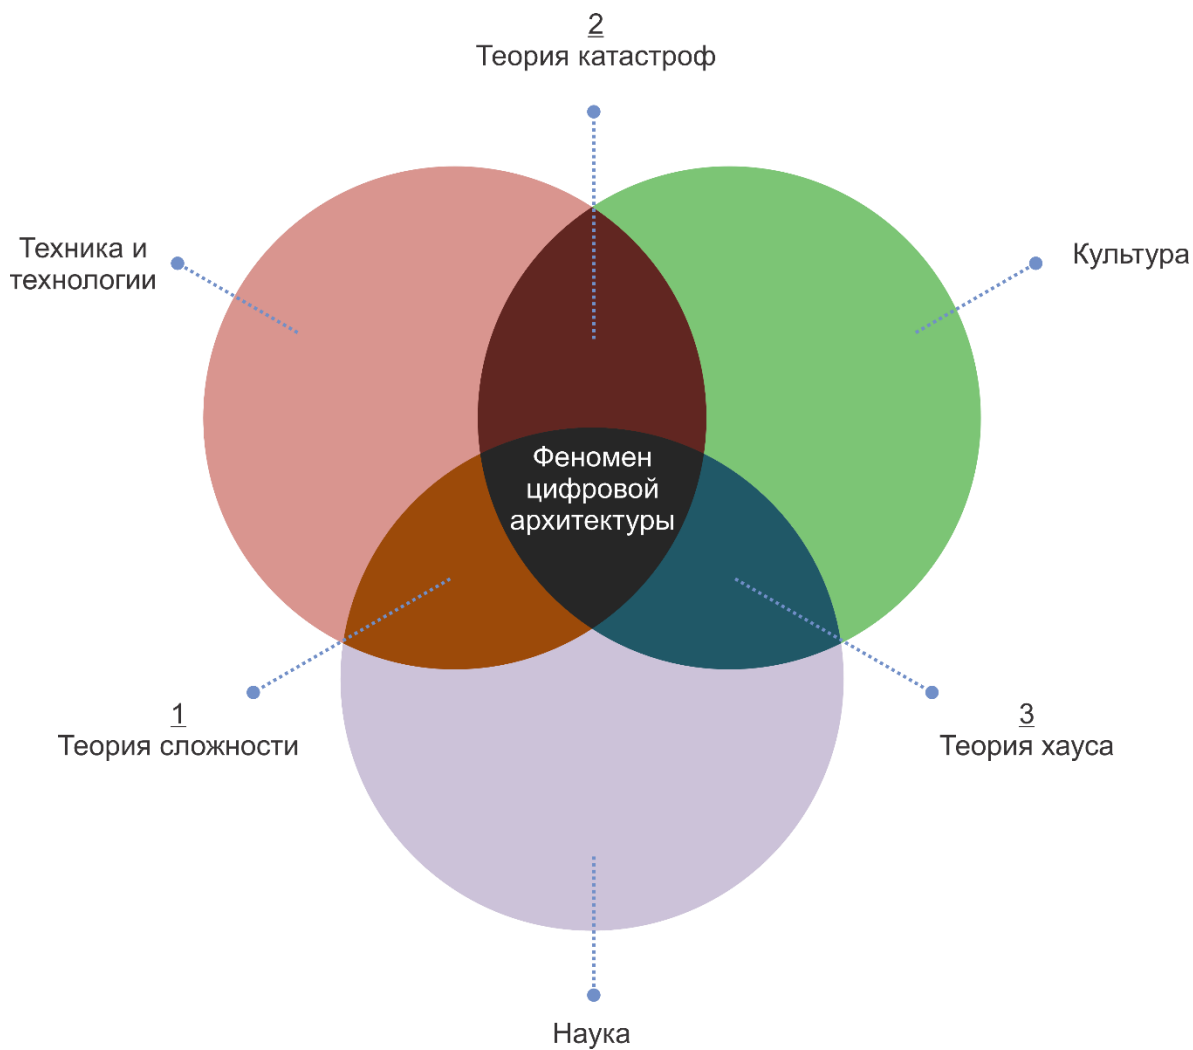 2
Теория катастроф
Техника и
технологии
Культура
Феномен
цифровой
архитектуры
1
Теория сложности
3
Теория хауса
Наука